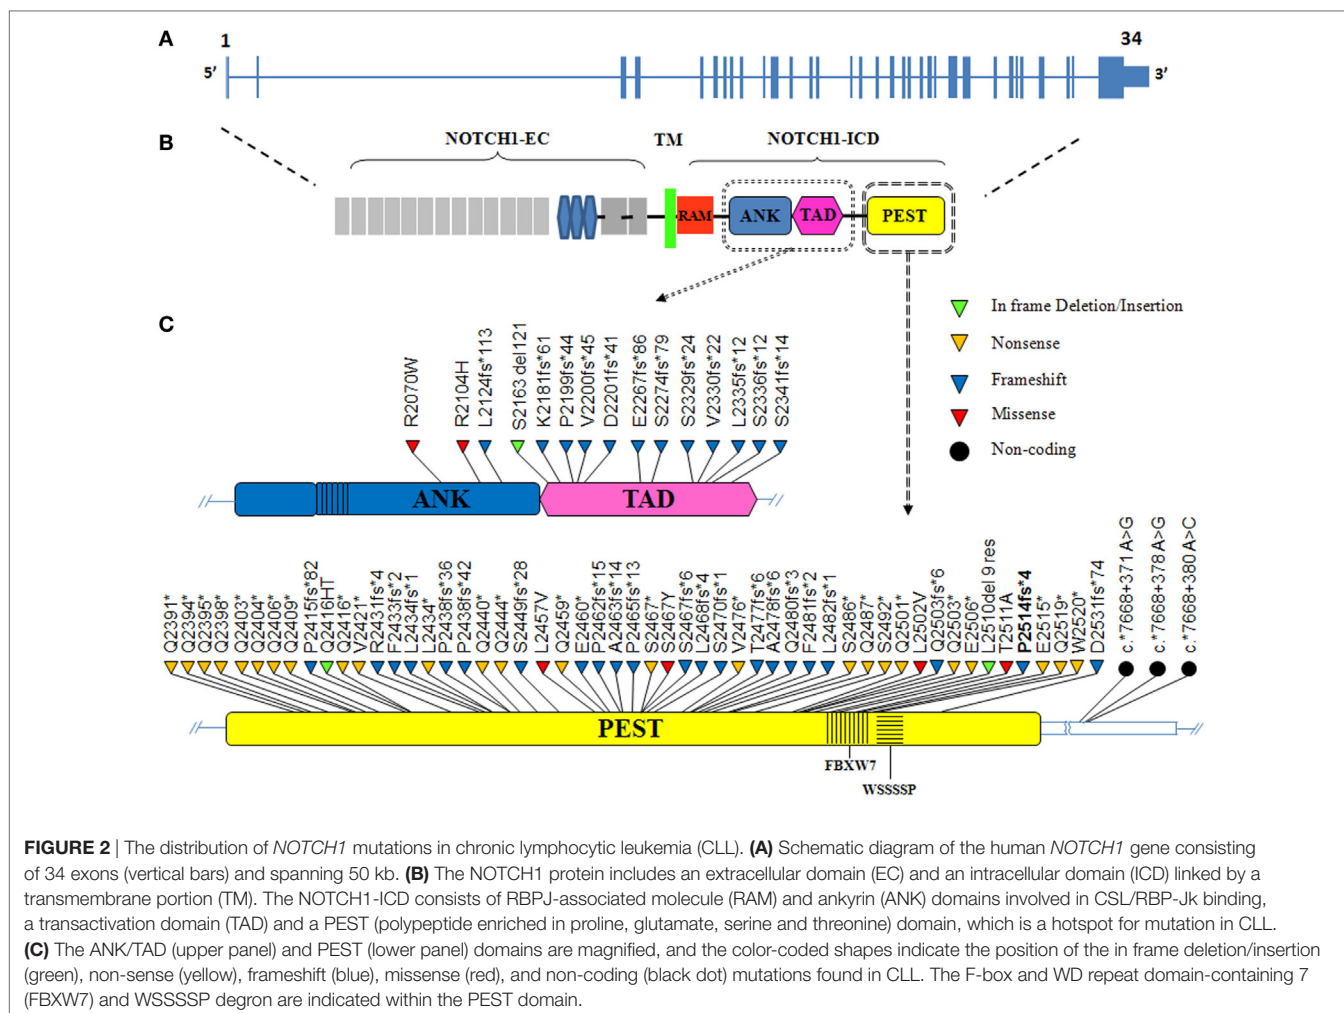 A
1
34
5'
3'
B
NOTCH1-EC
TM
NOTCH1-ICD
RAM
ANK
TAD
PEST
C
In frame Deletion/Insertion
Nonsense
Frameshift
Missense
Non-coding
R2070W
R2104H
L2124fs*113
S2163 del121
K2181fs*61
P2199fs*44
V2200fs*45
D2201fs*41
E2267fs*86
S2274fs*79
S2329fs*24
V2330fs*22
L2335fs*12
S2336fs*12
S2341fs*14
ANK
TAD
Q2391*
Q2394*
Q2395*
Q2398*
Q2403*
Q2404*
Q2406*
Q2409*
P2415fs*82
Q2416HT
Q2416*
V2421*
R2431fs*4
F2433fs*2
L2434fs*1
L2434*
P2438fs*36
P2438fs*42
Q2440*
Q2444*
S2449fs*28
L2457V
Q2459*
E2460*
P2462fs*15
A2463fs*14
P2465fs*13
S2467*
S2467Y
S2467fs*6
L2468fs*4
S2470fs*1
V2476*
T2477fs*6
A2478fs*6
Q2480fs*3
F2481fs*2
L2482fs*1
S2486*
Q2487*
S2492*
Q2501*
L2502V
Q2503fs*6
Q2503*
E2506*
L2510del 9 res
T2511A
P2514fs*4
E2515*
Q2519*
W2520*
D2531fs*74
c.*7668+371 A>G
c.*7668+378 A>G
c.*7668+380 A>C
PEST
FBXW7
WSSSSP
FIGURE 2 | The distribution of NOTCH1 mutations in chronic lymphocytic leukemia (CLL). (A) Schematic diagram of the human NOTCH1 gene consisting
of 34 exons (vertical bars) and spanning 50 kb. (B) The NOTCH1 protein includes an extracellular domain (EC) and an intracellular domain (ICD) linked by a
transmembrane portion (TM). The NOTCH1-ICD consists of RBPJ-associated molecule (RAM) and ankyrin (ANK) domains involved in CSL/RBP-Jk binding,
a transactivation domain (TAD) and a PEST (polypeptide enriched in proline, glutamate, serine and threonine) domain, which is a hotspot for mutation in CLL.
(C) The ANK/TAD (upper panel) and PEST (lower panel) domains are magnified, and the color-coded shapes indicate the position of the in frame deletion/insertion
(green), non-sense (yellow), frameshift (blue), missense (red), and non-coding (black dot) mutations found in CLL. The F-box and WD repeat domain-containing 7
(FBXW7) and WSSSSP degron are indicated within the PEST domain.